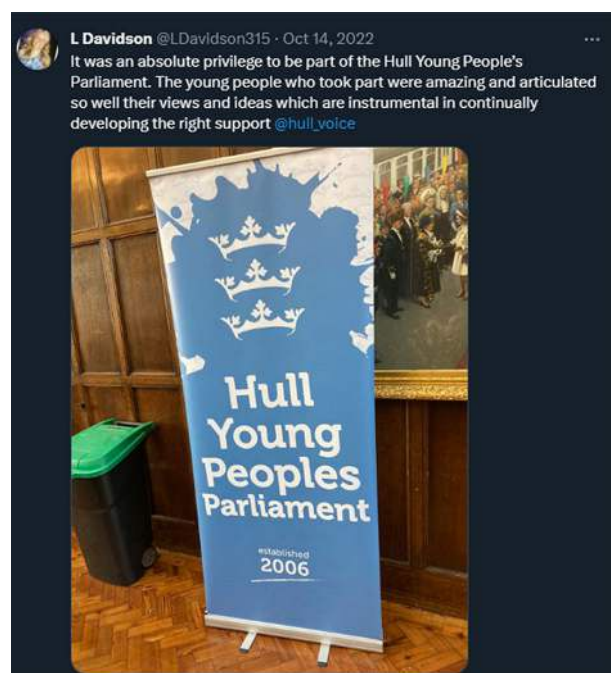 L Davidson @LDavidson315 · Oct 14, 2022
It was an absolute privilege to be part of the Hull Young People's
Parliament. The young people who took part were amazing and articulated
so well their views and ideas which are instrumental in continually
developing the right support @hull_voice
Hull
Young
Peoples
Parliament
established
2006